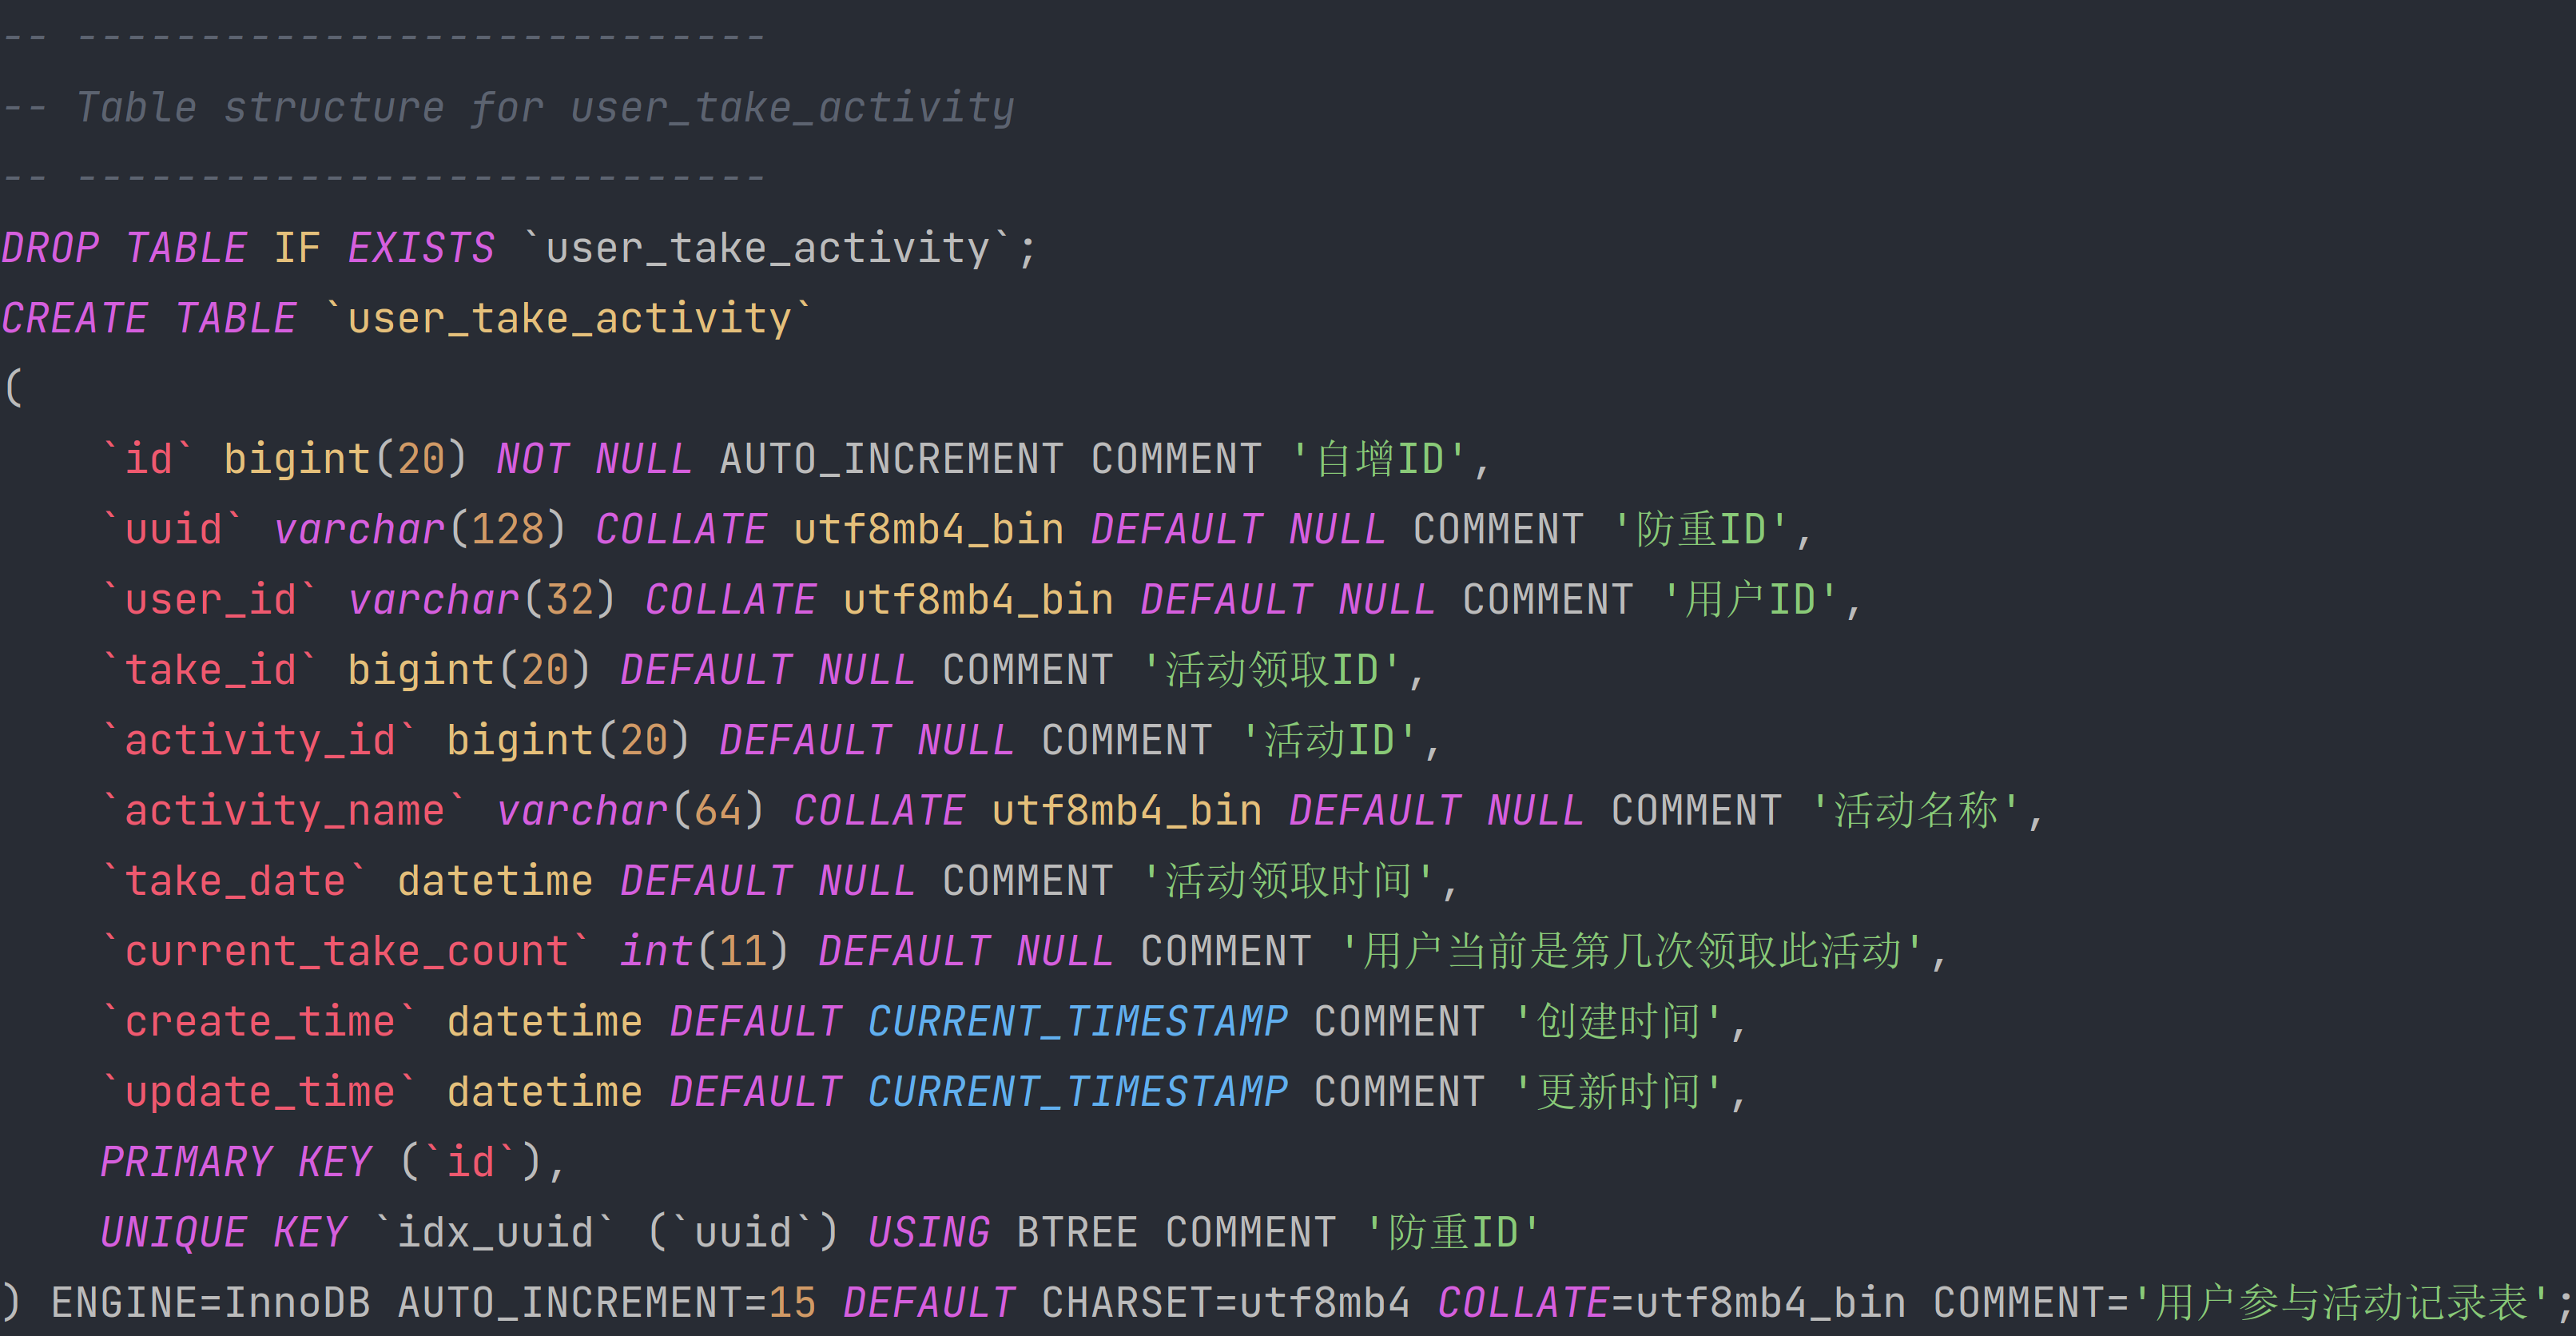 -- ----------------------------
-- Table structure for user_take_activity
-- ----------------------------
DROP TABLE IF EXISTS `user_take_activity`;
CREATE TABLE `user_take_activity`
(
    `id` bigint(20) NOT NULL AUTO_INCREMENT COMMENT '自增ID',
    `uuid` varchar(128) COLLATE utf8mb4_bin DEFAULT NULL COMMENT '防重ID',
    `user_id` varchar(32) COLLATE utf8mb4_bin DEFAULT NULL COMMENT '用户ID',
    `take_id` bigint(20) DEFAULT NULL COMMENT '活动领取ID',
    `activity_id` bigint(20) DEFAULT NULL COMMENT '活动ID',
    `activity_name` varchar(64) COLLATE utf8mb4_bin DEFAULT NULL COMMENT '活动名称',
    `take_date` datetime DEFAULT NULL COMMENT '活动领取时间',
    `current_take_count` int(11) DEFAULT NULL COMMENT '用户当前是第几次领取此活动',
    `create_time` datetime DEFAULT CURRENT_TIMESTAMP COMMENT '创建时间',
    `update_time` datetime DEFAULT CURRENT_TIMESTAMP COMMENT '更新时间',
    PRIMARY KEY (`id`),
    UNIQUE KEY `idx_uuid` (`uuid`) USING BTREE COMMENT '防重ID'
) ENGINE=InnoDB AUTO_INCREMENT=15 DEFAULT CHARSET=utf8mb4 COLLATE=utf8mb4_bin COMMENT='用户参与活动记录表';